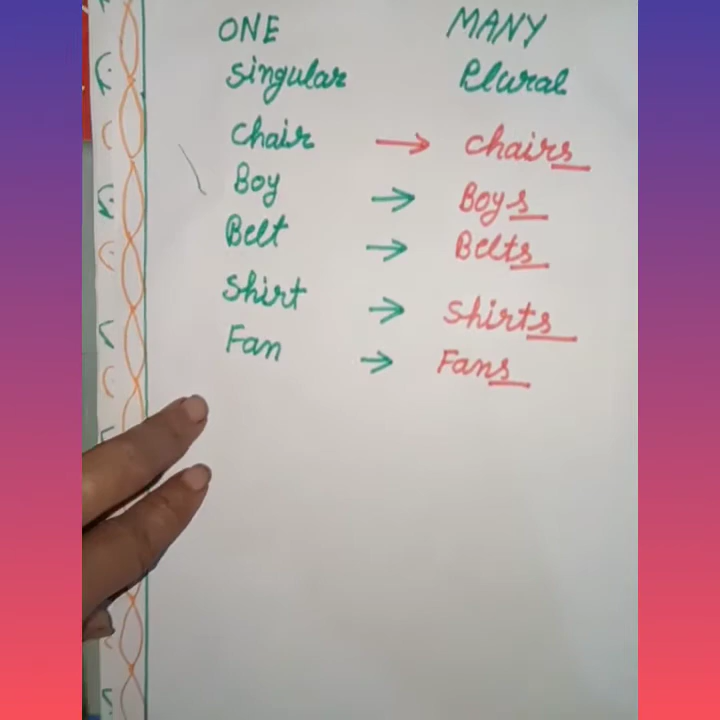 ONE MANY
Singular Plural
Chair → chairs
Boy → Boys
Belt → Belts
Shirt → Shirts
Fan → Fans